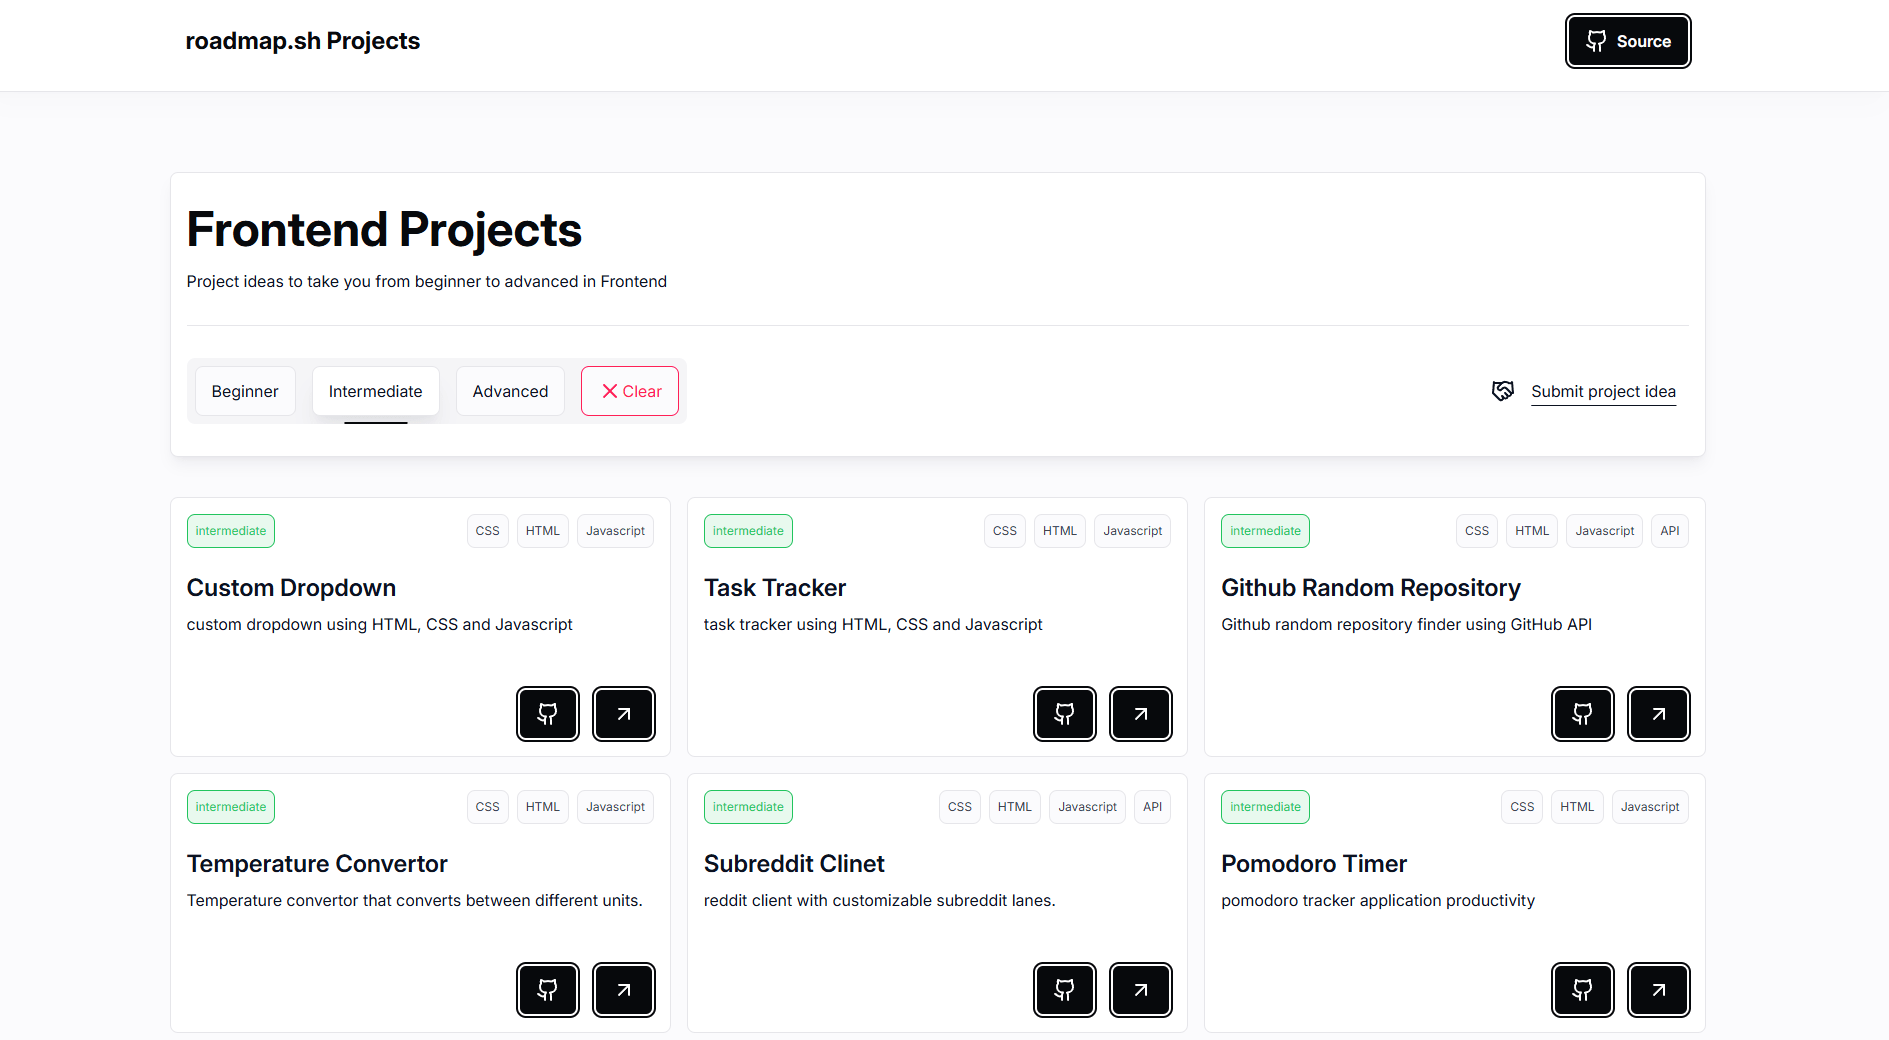 roadmap.sh Projects
Source
Frontend Projects
Project ideas to take you from beginner to advanced in Frontend
Beginner
Intermediate
Advanced
Clear
Submit project idea
intermediate
CSS
HTML
Javascript
Custom Dropdown
custom dropdown using HTML, CSS and Javascript
intermediate
CSS
HTML
Javascript
Task Tracker
task tracker using HTML, CSS and Javascript
intermediate
CSS
HTML
Javascript
API
Github Random Repository
Github random repository finder using GitHub API
intermediate
CSS
HTML
Javascript
Temperature Convertor
Temperature convertor that converts between different units.
intermediate
CSS
HTML
Javascript
API
Subreddit Clinet
reddit client with customizable subreddit lanes.
intermediate
CSS
HTML
Javascript
Pomodoro Timer
pomodoro tracker application productivity